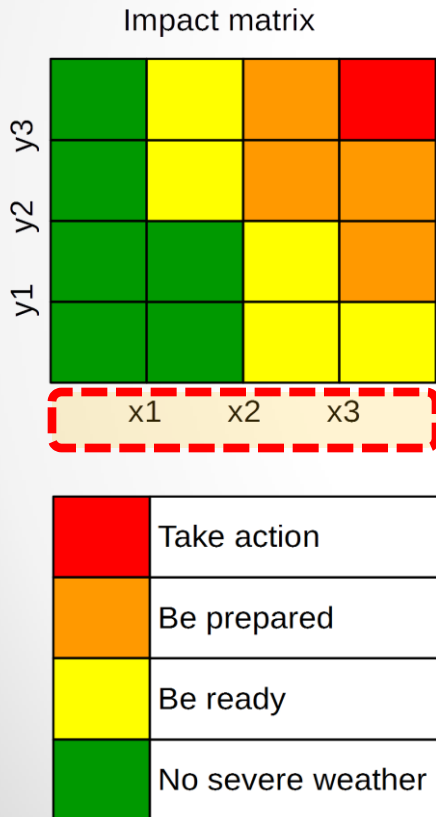 Impact matrix
y3
y2
y1
x1 x2 x3
Take action
Be prepared
Be ready
No severe weather